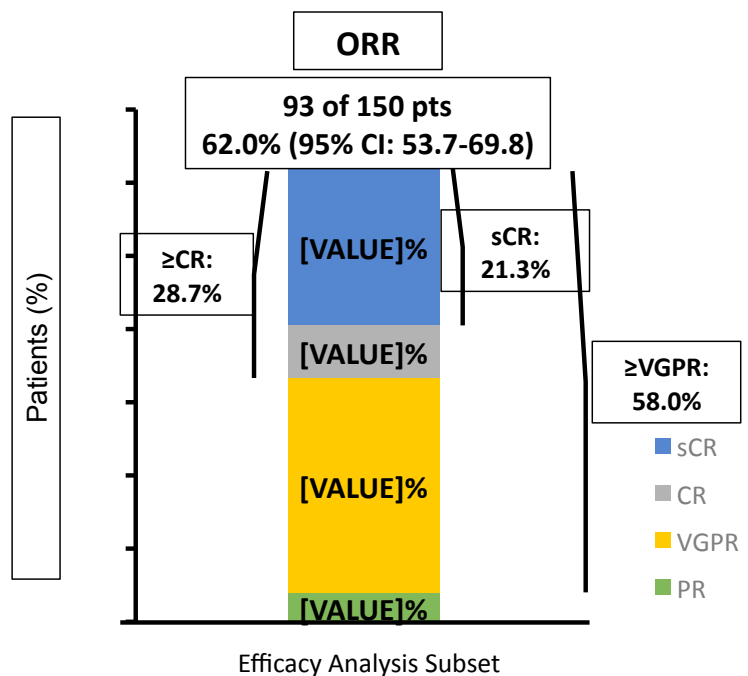 ORR
93 of 150 pts
62.0% (95% CI: 53.7-69.8)
Patients (%)
≥CR:
28.7%
sCR:
21.3%
≥VGPR:
58.0%
[VALUE]%
[VALUE]%
[VALUE]%
[VALUE]%
sCR
CR
VGPR
PR
Efficacy Analysis Subset